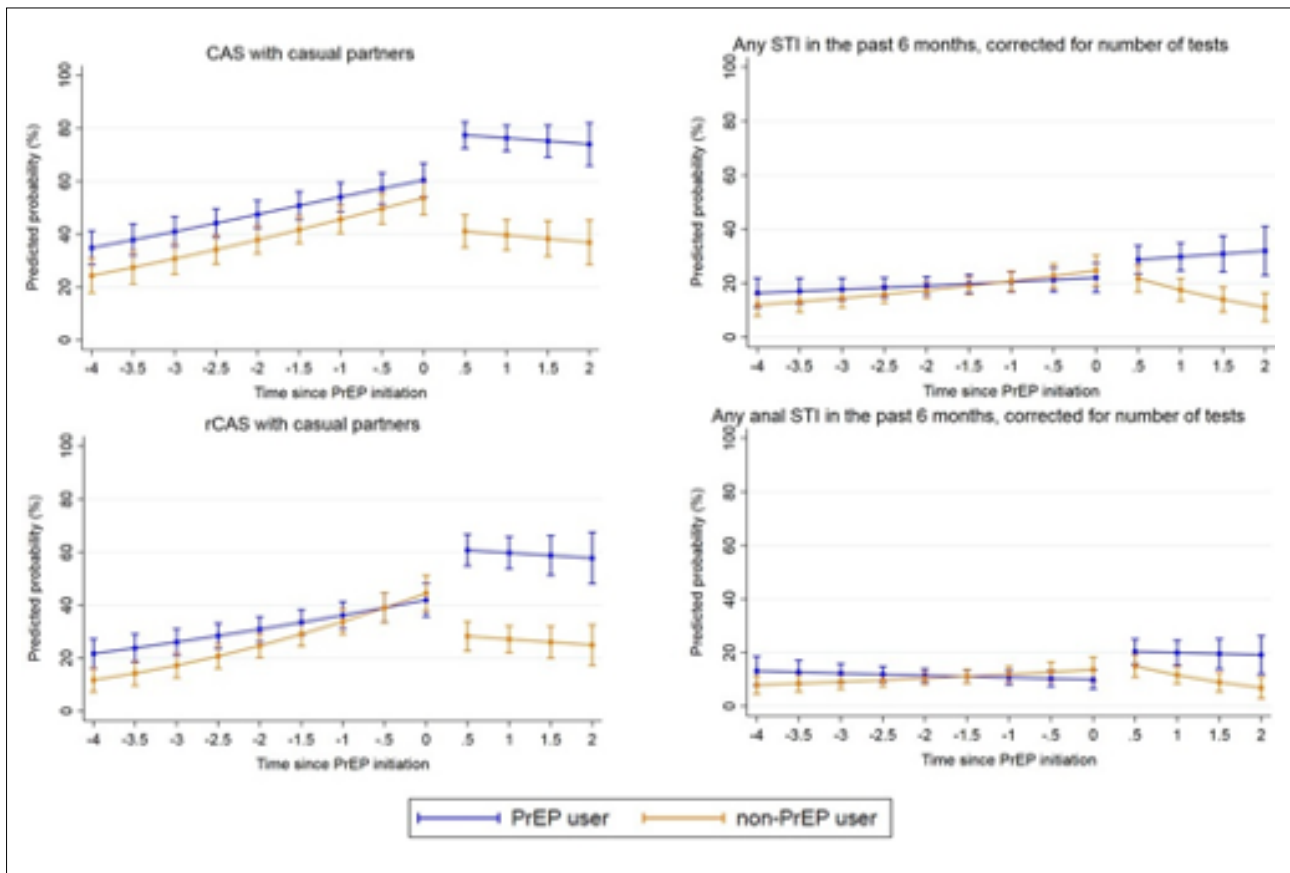 CAS with casual partners
Predicted probability (%)
100
80
60
40
20
0
-4 -3.5 -3 -2.5 -2 -1.5 -1 -.5 0 .5 1 1.5 2
Time since PrEP initiation
Any STI in the past 6 months, corrected for number of tests
Predicted probability (%)
100
80
60
40
20
0
-4 -3.5 -3 -2.5 -2 -1.5 -1 -.5 0 .5 1 1.5 2
Time since PrEP initiation
rCAS with casual partners
Predicted probability (%)
100
80
60
40
20
0
-4 -3.5 -3 -2.5 -2 -1.5 -1 -.5 0 .5 1 1.5 2
Time since PrEP initiation
Any anal STI in the past 6 months, corrected for number of tests
Predicted probability (%)
100
80
60
40
20
0
-4 -3.5 -3 -2.5 -2 -1.5 -1 -.5 0 .5 1 1.5 2
Time since PrEP initiation
PrEP user non-PrEP user